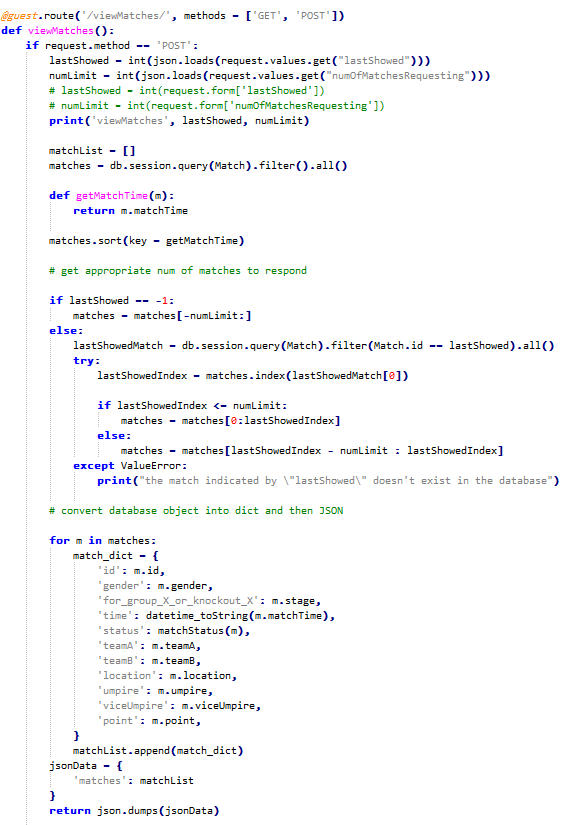 @guest.route('/viewMatches/', methods = ['GET', 'POST'])
def viewMatches():
    if request.method == 'POST':
        lastShowed = int(json.loads(request.values.get("lastShowed")))
        numLimit = int(json.loads(request.values.get("numOfMatchesRequesting")))
        # lastShowed = int(request.form['lastShowed'])
        # numLimit = int(request.form['numOfMatchesRequesting'])
        print('viewMatches', lastShowed, numLimit)

        matchList = []
        matches = db.session.query(Match).filter().all()

        def getMatchTime(m):
            return m.matchTime

        matches.sort(key = getMatchTime)

        # get appropriate num of matches to respond

        if lastShowed == -1:
            matches = matches[-numLimit:]
        else:
            lastShowedMatch = db.session.query(Match).filter(Match.id == lastShowed).all()
            try:
                lastShowedIndex = matches.index(lastShowedMatch[0])

                if lastShowedIndex <= numLimit:
                    matches = matches[0:lastShowedIndex]
                else:
                    matches = matches[lastShowedIndex - numLimit : lastShowedIndex]
            except ValueError:
                print("the match indicated by \"lastShowed\" doesn't exist in the database")

        # convert database object into dict and then JSON

        for m in matches:
            match_dict = {
                'id': m.id,
                'gender': m.gender,
                'for_group_X_or_knockout_X': m.stage,
                'time': datetime_toString(m.matchTime),
                'status': matchStatus(m),
                'teamA': m.teamA,
                'teamB': m.teamB,
                'location': m.location,
                'umpire': m.umpire,
                'viceUmpire': m.viceUmpire,
                'point': m.point,
            }
            matchList.append(match_dict)
        jsonData = {
            'matches': matchList
        }
        return json.dumps(jsonData)